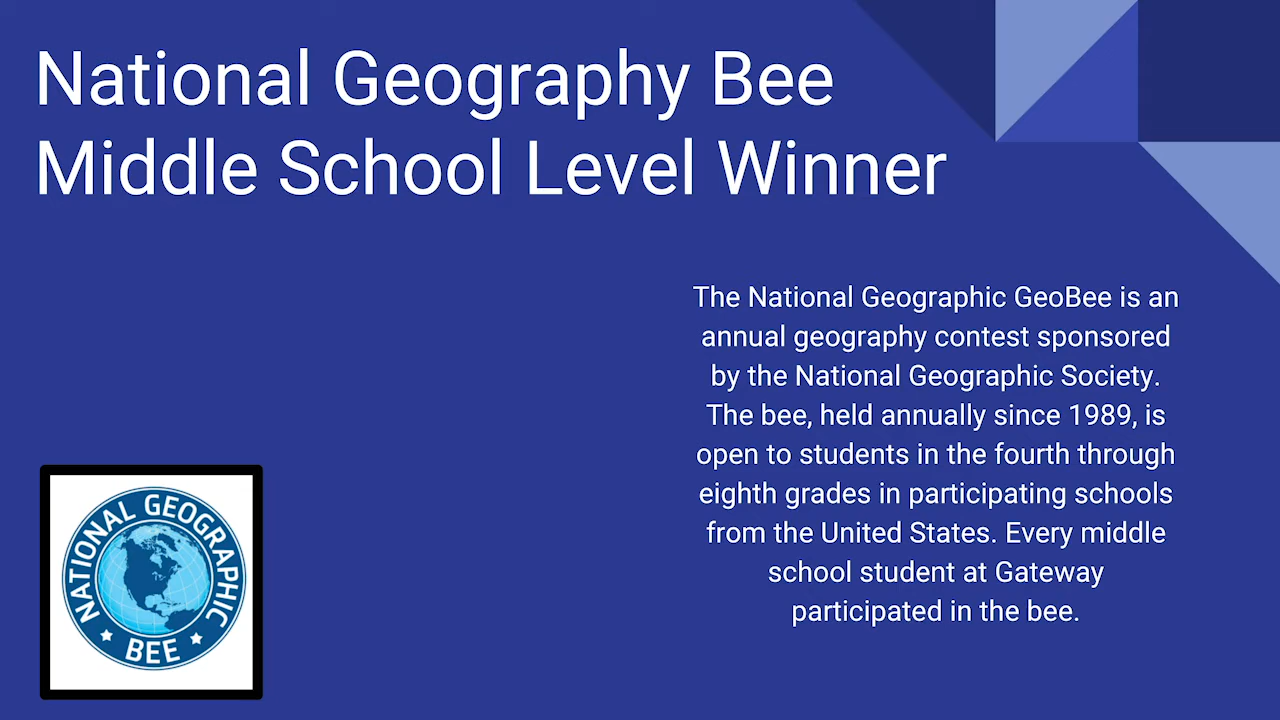 National Geography Bee
Middle School Level Winner
The National Geographic GeoBee is an
annual geography contest sponsored
by the National Geographic Society.
The bee, held annually since 1989, is
open to students in the fourth through
eighth grades in participating schools
from the United States. Every middle
school student at Gateway
participated in the bee.
NATIONAL GEOGRAPHIC
BEE